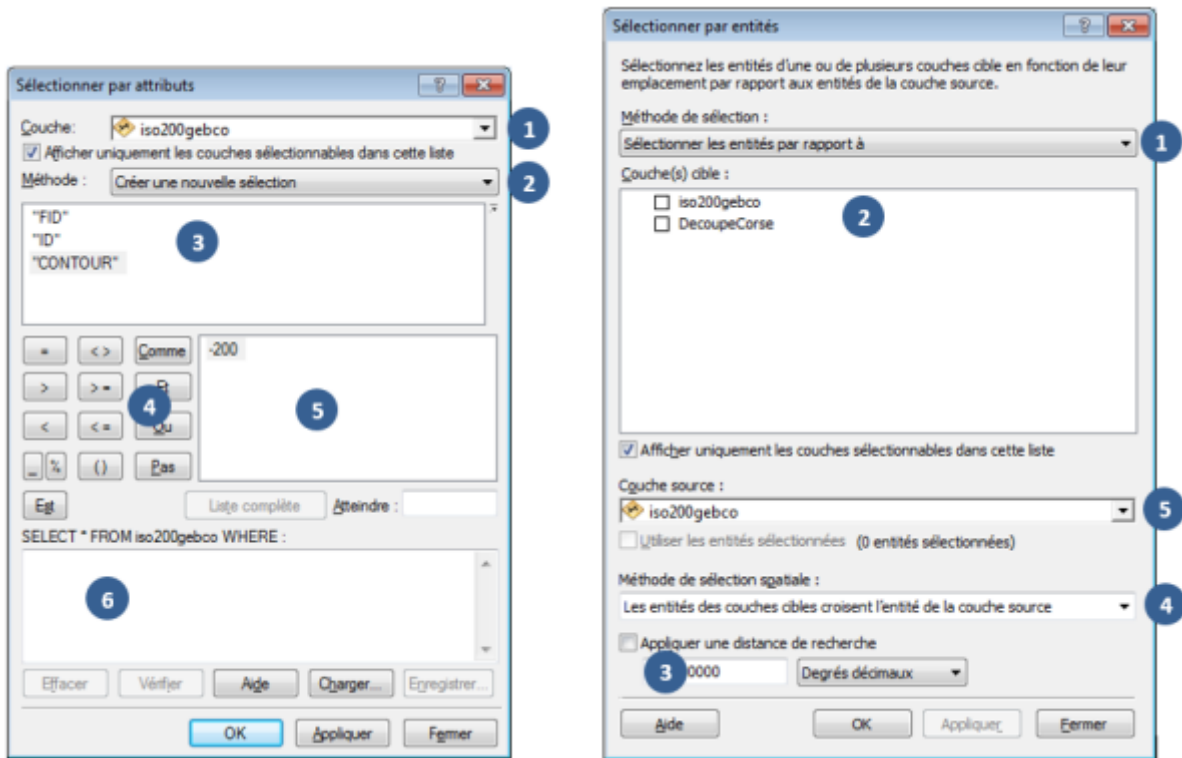 Sélectionner par attributs
Couche: iso200gebco 1
Afficher uniquement les couches sélectionnables dans cette liste
Méthode : Créer une nouvelle sélection 2
"FID"
"ID"
"CONTOUR"
3
= < > Comme -200
> > =
4
5
< < =
_ % () Pas
Est Liste complète Atteindre :
SELECT * FROM iso200gebco WHERE :
6
Effacer Vérifier Aide Charger... Enregistrer...
OK Appliquer Fermer
Sélectionner par entités
Sélectionnez les entités d'une ou de plusieurs couches cible en fonction de leur
emplacement par rapport aux entités de la couche source.
Méthode de sélection :
Sélectionner les entités par rapport à 1
Couche(s) cible :
iso200gebco
DecoupeCorse
2
Afficher uniquement les couches sélectionnables dans cette liste
Couche source :
iso200gebco 5
Utiliser les entités sélectionnées (0 entités sélectionnées)
Méthode de sélection spatiale :
Les entités des couches cibles croisent l'entité de la couche source 4
Appliquer une distance de recherche
3 0000 Degrés décimaux
Aide OK Appliquer Fermer